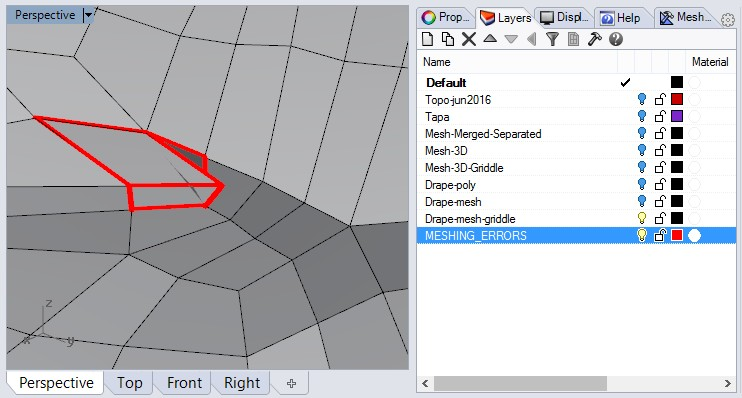 Perspective
Prop... Layers Displ... Help Mesh...
Name Material
Default
Topo-jun2016
Tapa
Mesh-Merged-Separated
Mesh-3D
Mesh-3D-Griddle
Drape-poly
Drape-mesh
Drape-mesh-griddle
MESHING_ERRORS
z
x y
Perspective Top Front Right